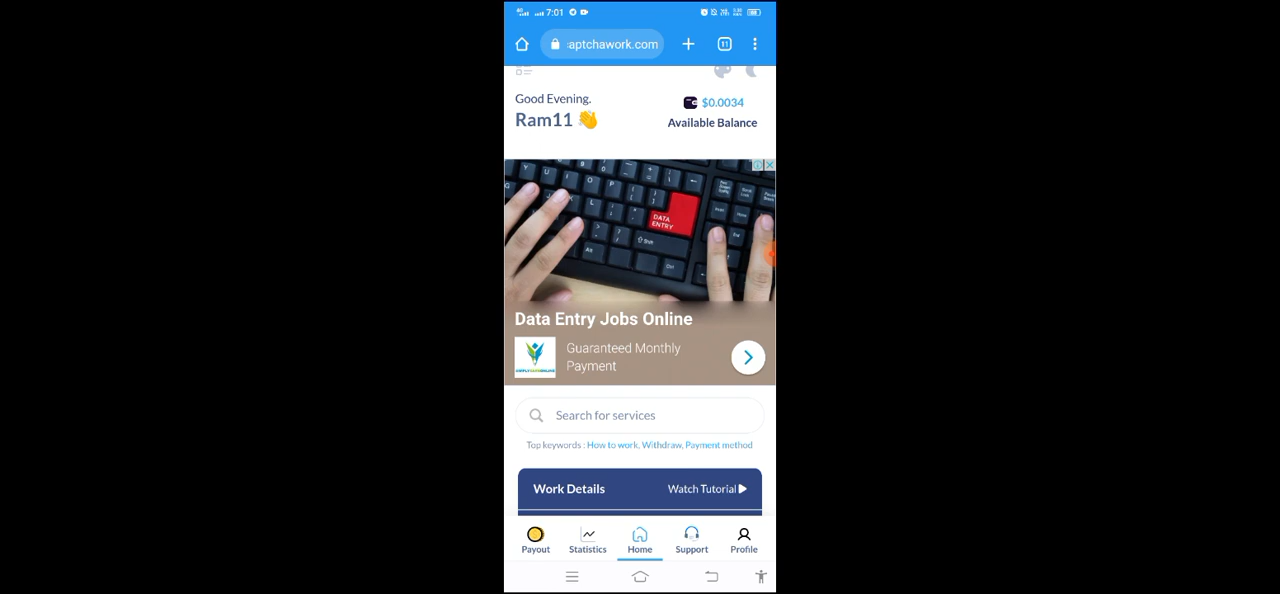 7:01
aptchawork.com
11
Good Evening.
$0.0034
Ram11 👋
Available Balance
DATA
ENTRY
Data Entry Jobs Online
Guaranteed Monthly
Payment
Search for services
Top keywords : How to work, Withdraw, Payment method
Work Details
Watch Tutorial
Payout
Statistics
Home
Support
Profile